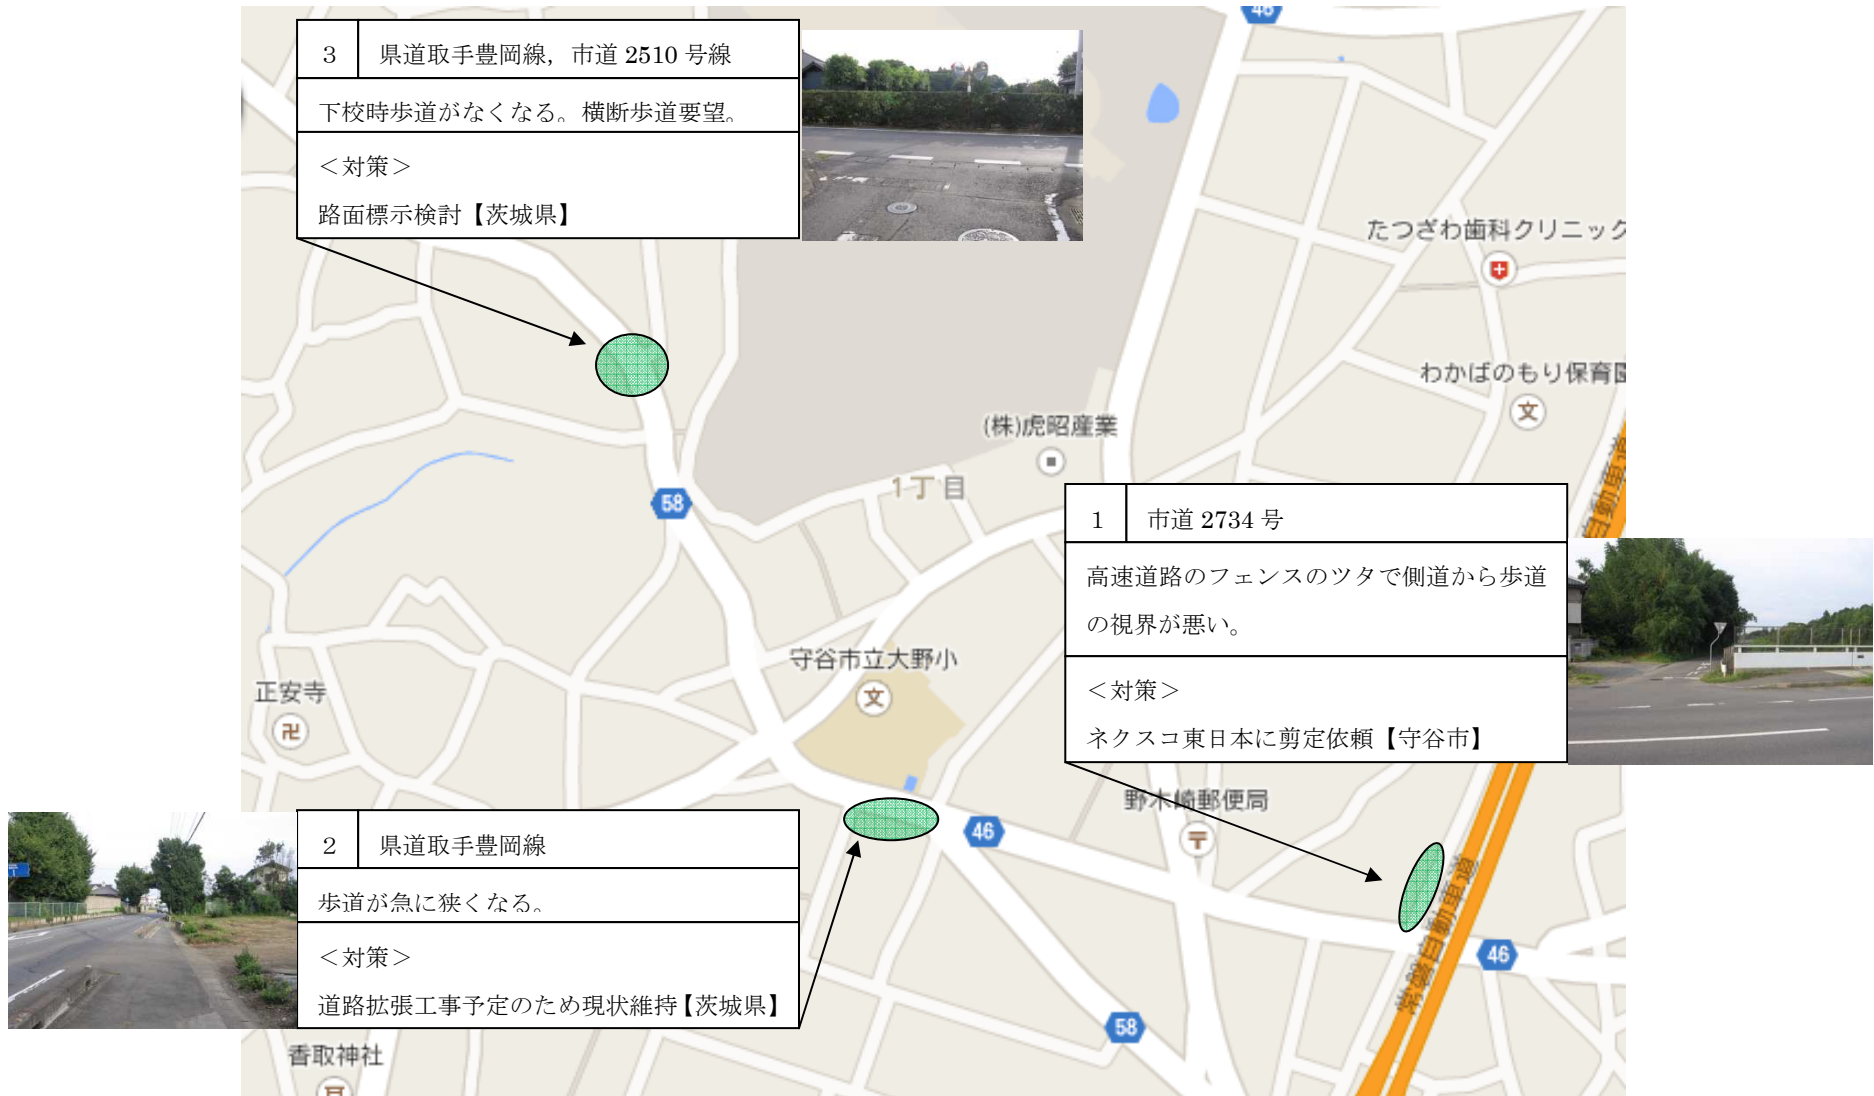 46
3 県道取手豊岡線，市道 2510 号線
下校時歩道がなくなる。横断歩道要望。
＜対策＞
路面標示検討【茨城県】
たつざわ歯科クリニック
わかばのもり保育園
文
(株)虎昭産業
1丁目
58
自動車道
1 市道 2734 号
高速道路のフェンスのツタで側道から歩道
の視界が悪い。
＜対策＞
ネクスコ東日本に剪定依頼【守谷市】
守谷市立大野小
文
正安寺
卍
野木崎郵便局
〒
46
2 県道取手豊岡線
歩道が急に狭くなる。
＜対策＞
道路拡張工事予定のため現状維持【茨城県】
常磐自動車道
46
58
香取神社